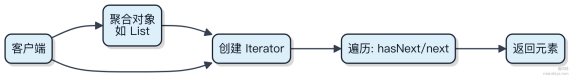 聚合对象
如 List
客户端
创建 Iterator
遍历: hasNext/next
返回元素